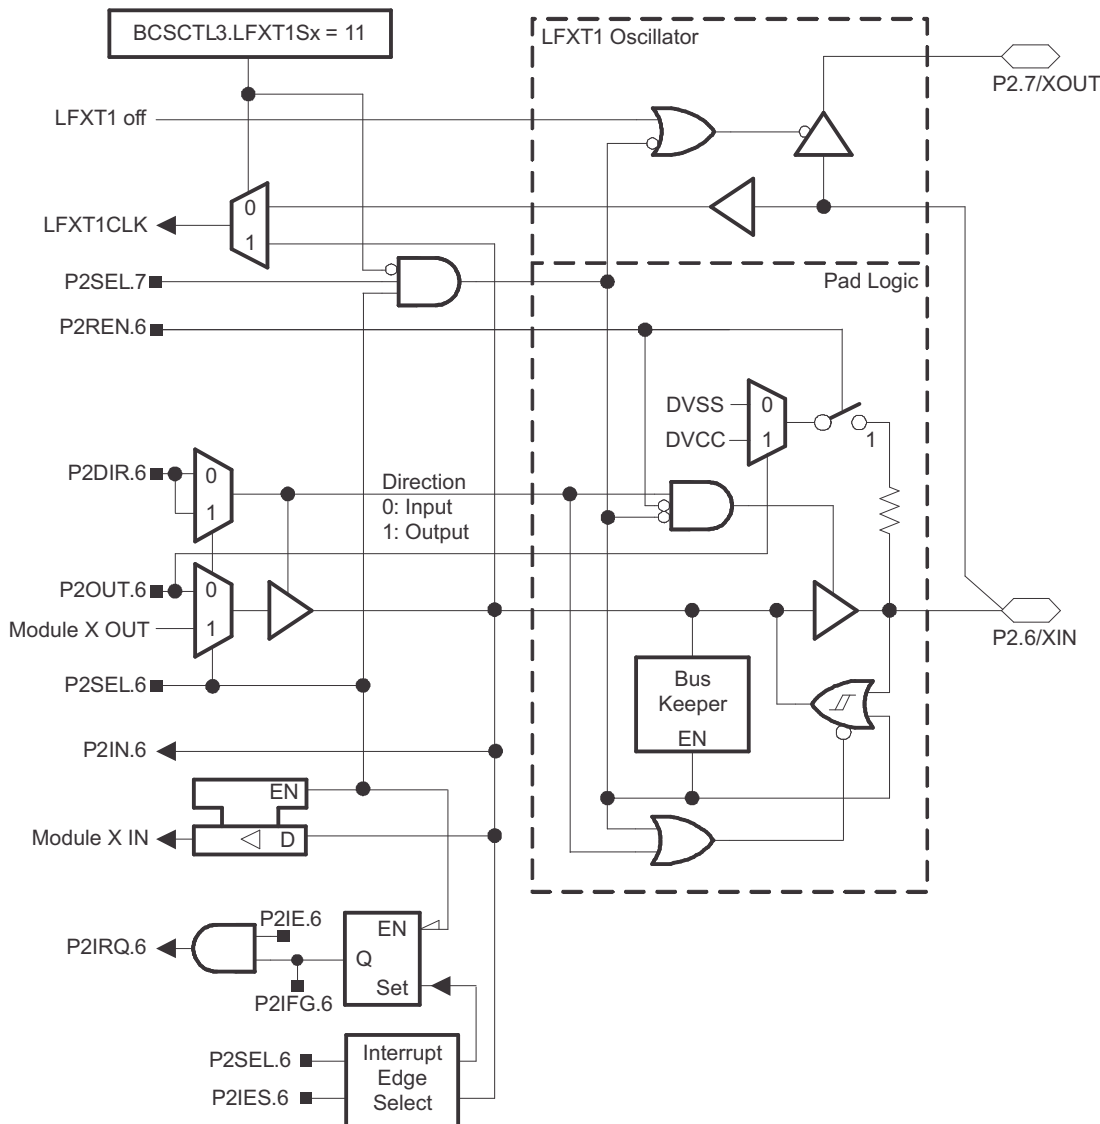 BCSCTL3.LFXT1Sx = 11
LFXT1 Oscillator
P2.7/XOUT
LFXT1 off
0
LFXT1CLK
1
P2SEL.7
Pad Logic
P2REN.6
DVSS
0
DVCC
1
1
P2DIR.6
0
1
Direction
0: Input
1: Output
P2OUT.6
0
Module X OUT
1
P2.6/XIN
P2SEL.6
Bus
Keeper
EN
P2IN.6
EN
Module X IN
D
P2IE.6
EN
P2IRQ.6
Q
Set
P2IFG.6
P2SEL.6
P2IES.6
Interrupt
Edge
Select